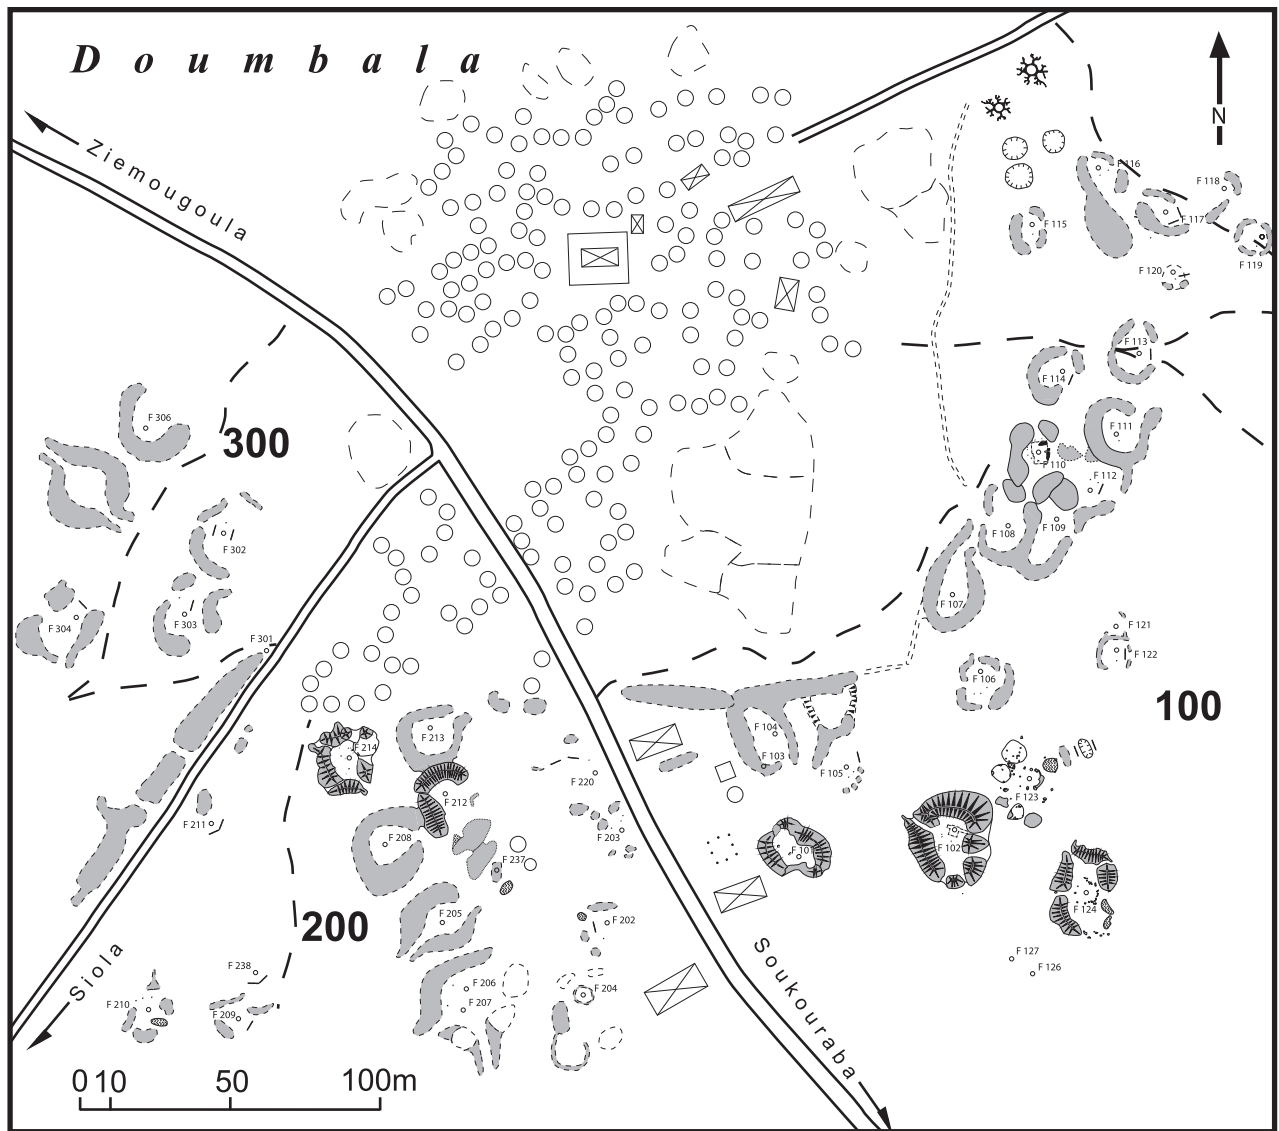 Doumbala
N
Ziemougoula
F 116
F 118
F 117
F 115
F 119
F 120
F 113
F 114
F 306
300
F 111
F 110
F 112
F 302
F 108
F 109
F 107
F 304
F 303
F 301
F 121
F 122
F 106
100
F 104
F 213
F 214
F 103
F 105
F 220
F 123
F 212
F 211
F 208
F 203
F 101
F 102
F 237
F 124
F 205
F 202
200
Siola
Soukouraba
F 127
F 126
F 238
F 206
F 204
F 210
F 207
F 209
0 10 50 100m